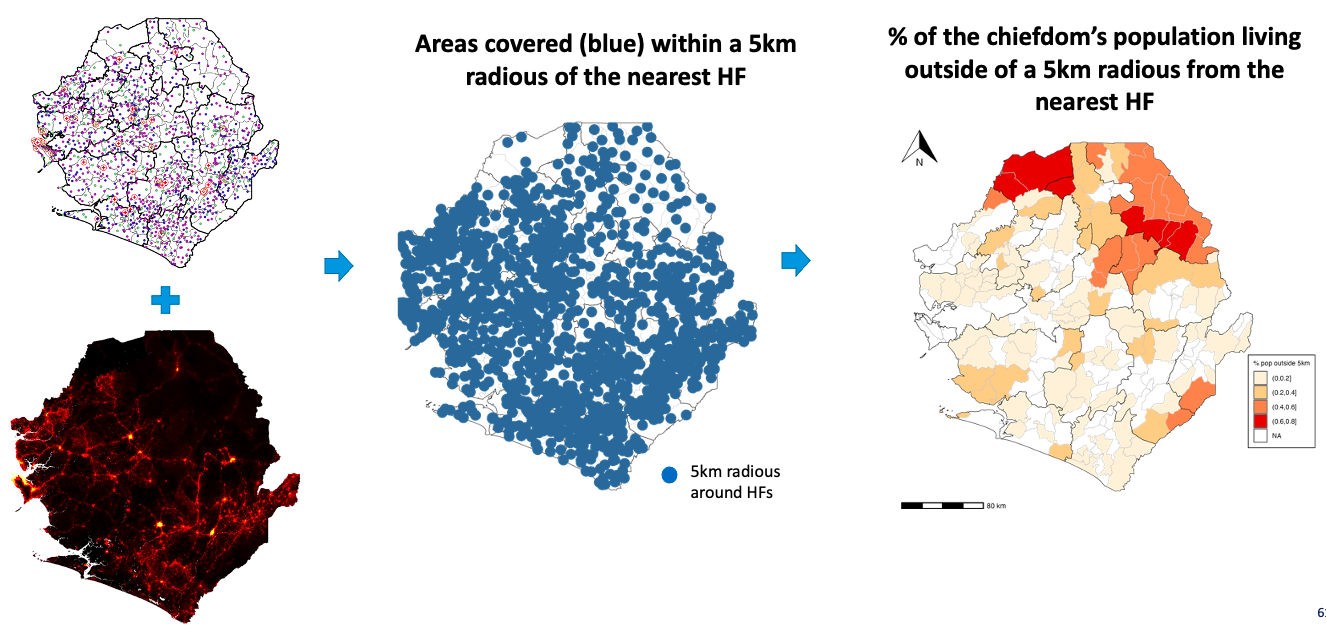 Areas covered (blue) within a 5km
radious of the nearest HF
% of the chiefdom's population living
outside of a 5km radious from the
nearest HF
N
5km radious
around HFs
% pop outside 5km
(0,0.2]
(0.2,0.4]
(0.4,0.6]
(0.6,0.8]
NA
80 km